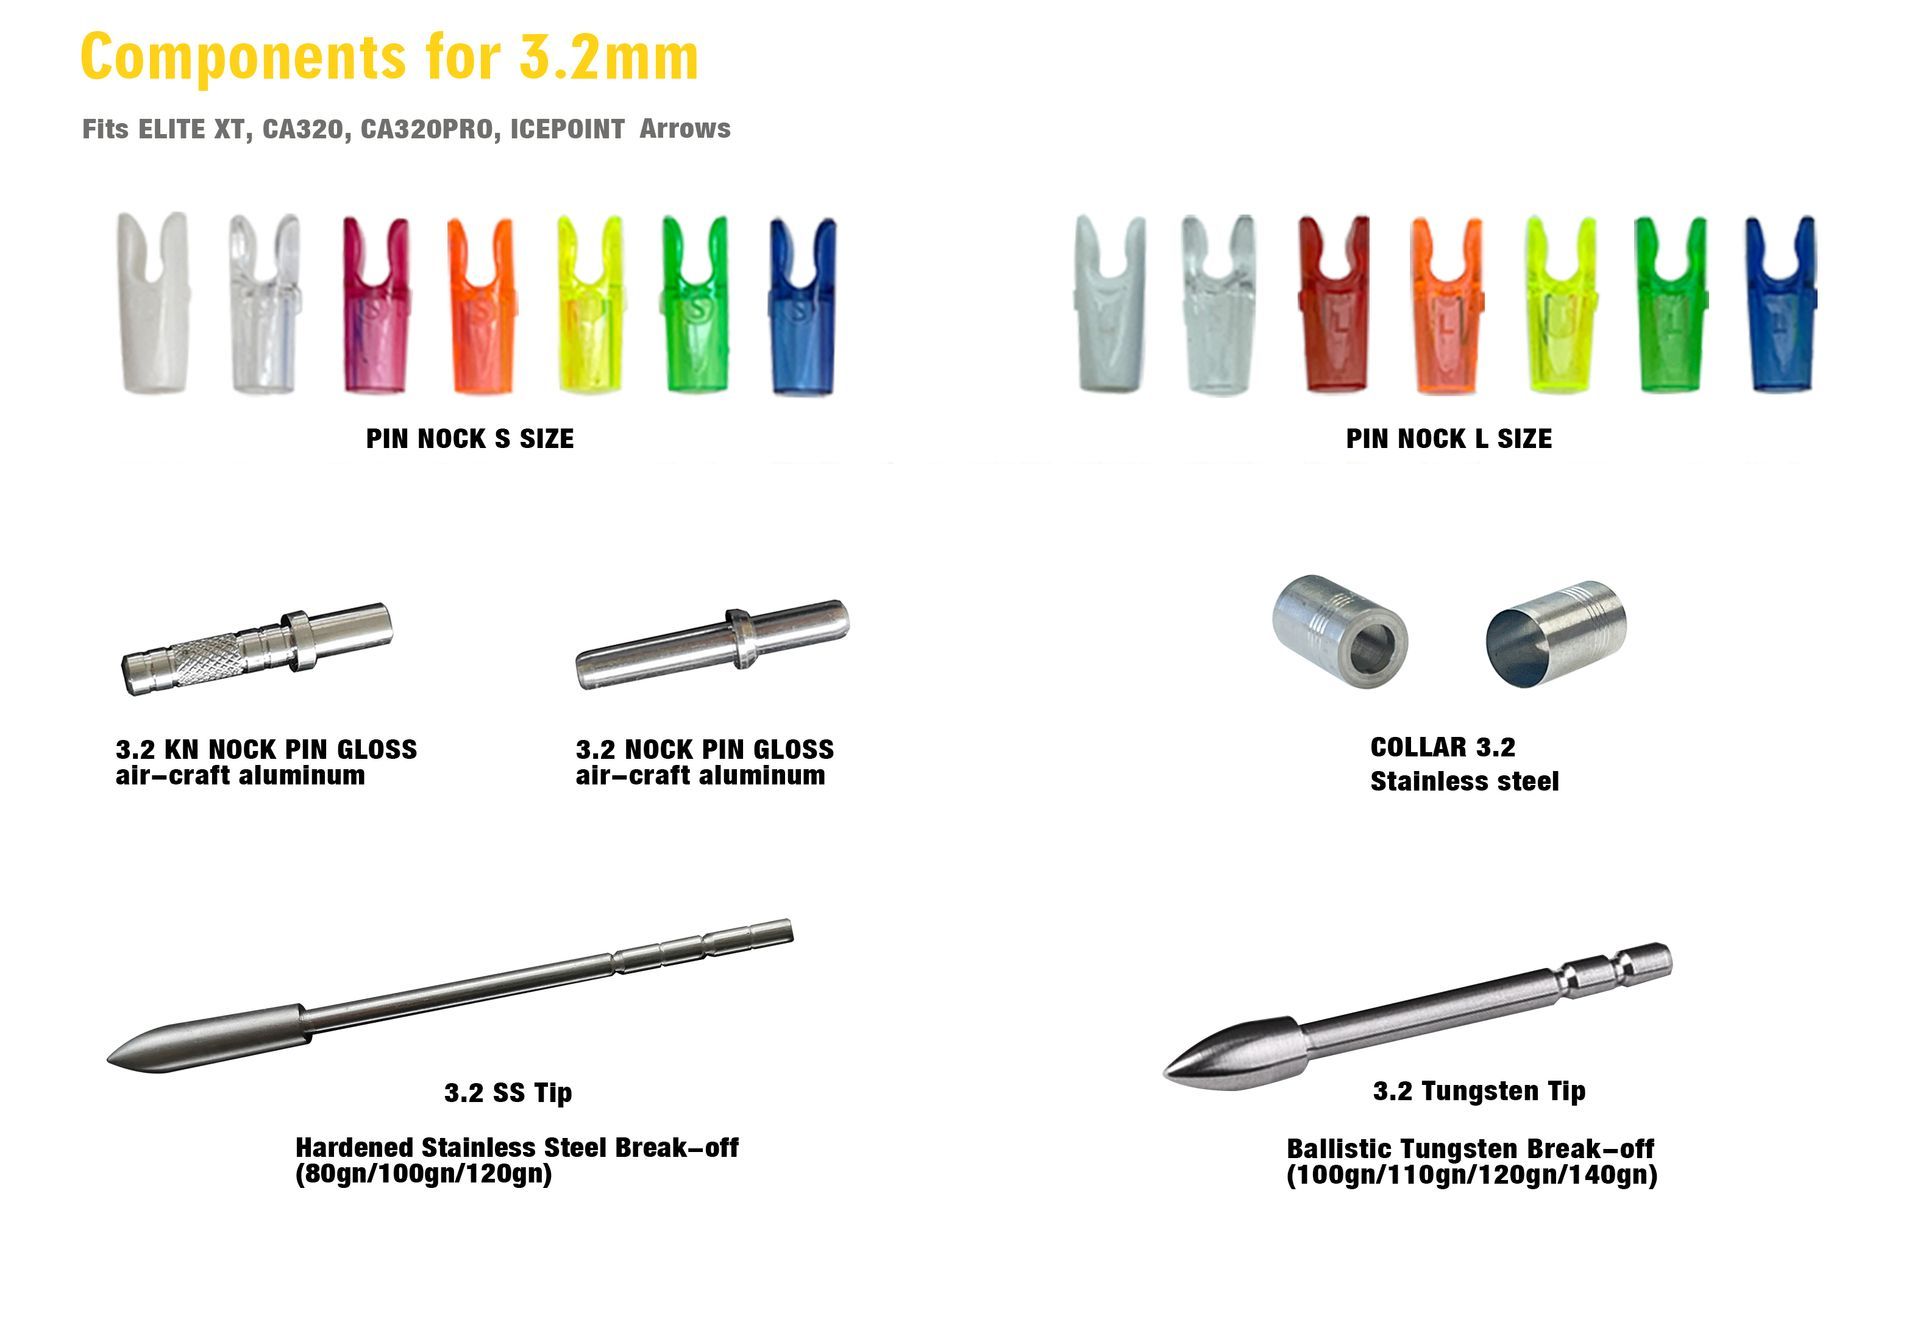 Components for 3.2mm
Fits ELITE XT, CA320, CA320PRO, ICEPOINT Arrows
S
S
S
S
L
L
L
PIN NOCK S SIZE
PIN NOCK L SIZE
3.2 KN NOCK PIN GLOSS
air-craft aluminum
3.2 NOCK PIN GLOSS
air-craft aluminum
COLLAR 3.2
Stainless steel
3.2 SS Tip
Hardened Stainless Steel Break-off
(80gn/100gn/120gn)
3.2 Tungsten Tip
Ballistic Tungsten Break-off
(100gn/110gn/120gn/140gn)